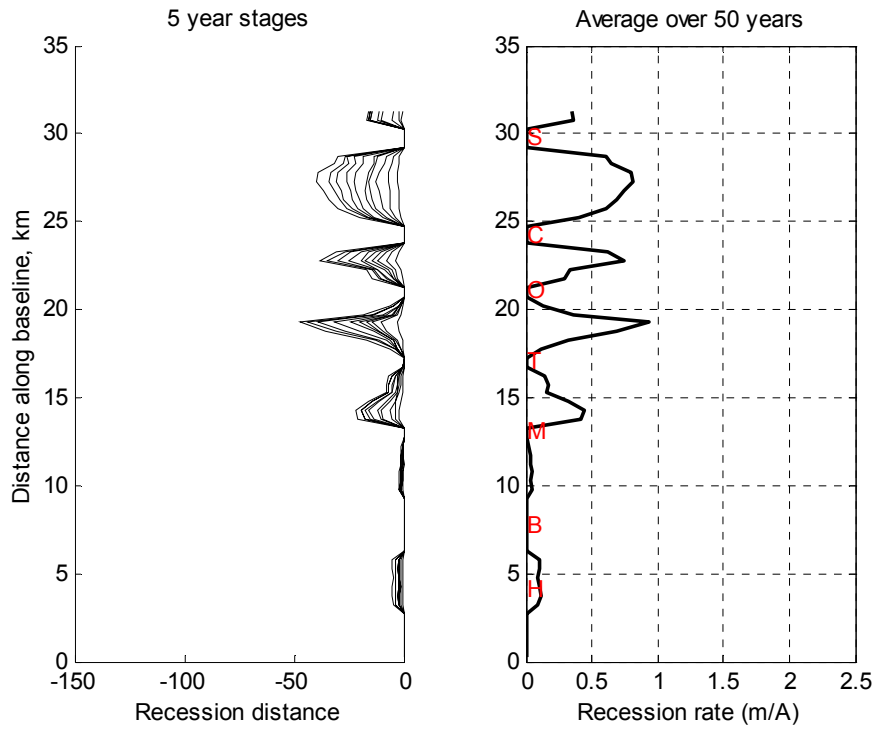 5 year stages
Average over 50 years
35
30
25
20
15
10
5
0
-150
-100
-50
0
Distance along baseline, km
Recession distance
35
30
25
20
15
10
5
0
0
0.5
1
2
2
2.5
Recession rate (m/A)
S
C
O
T
M
B
H